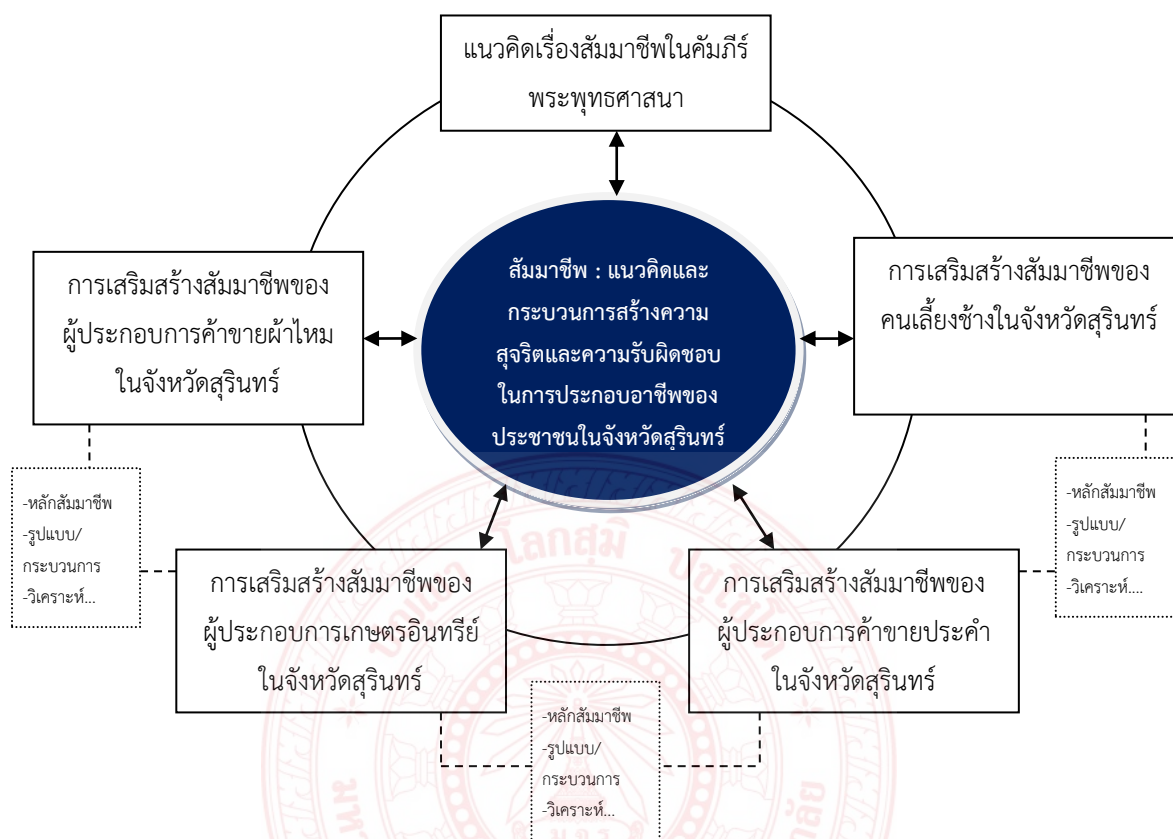 แนวคิดเรื่องสัมมาชีพในคัมภีร์
พระพุทธศาสนา
สัมมาชีพ : แนวคิดและ
กระบวนการสร้างความ
สุจริตและความรับผิดชอบ
ในการประกอบอาชีพของ
ประชาชนในจังหวัดสุรินทร์
การเสริมสร้างสัมมาชีพของ
ผู้ประกอบการค้าขายผ้าไหม
ในจังหวัดสุรินทร์
การเสริมสร้างสัมมาชีพของ
คนเลี้ยงช้างในจังหวัดสุรินทร์
-หลักสัมมาชีพ
-รูปแบบ/
กระบวนการ
-วิเคราะห์...
-หลักสัมมาชีพ
-รูปแบบ/
กระบวนการ
-วิเคราะห์....
การเสริมสร้างสัมมาชีพของ
ผู้ประกอบการเกษตรอินทรีย์
ในจังหวัดสุรินทร์
การเสริมสร้างสัมมาชีพของ
ผู้ประกอบการค้าขายประคำ
ในจังหวัดสุรินทร์
-หลักสัมมาชีพ
-รูปแบบ/
กระบวนการ
-วิเคราะห์...
โลกสฺมิ